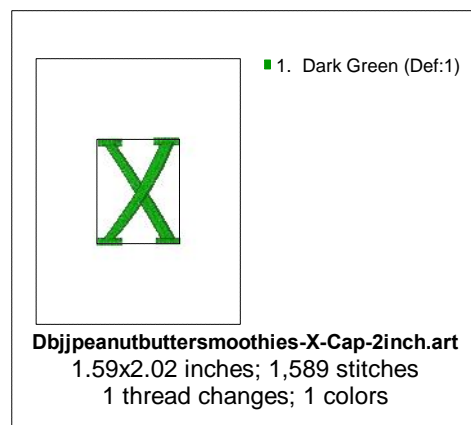 1. Dark Green (Def:1)
X
Dbjjpeanutbuttersmoothies-X-Cap-2inch.art
1.59x2.02 inches; 1,589 stitches
1 thread changes; 1 colors